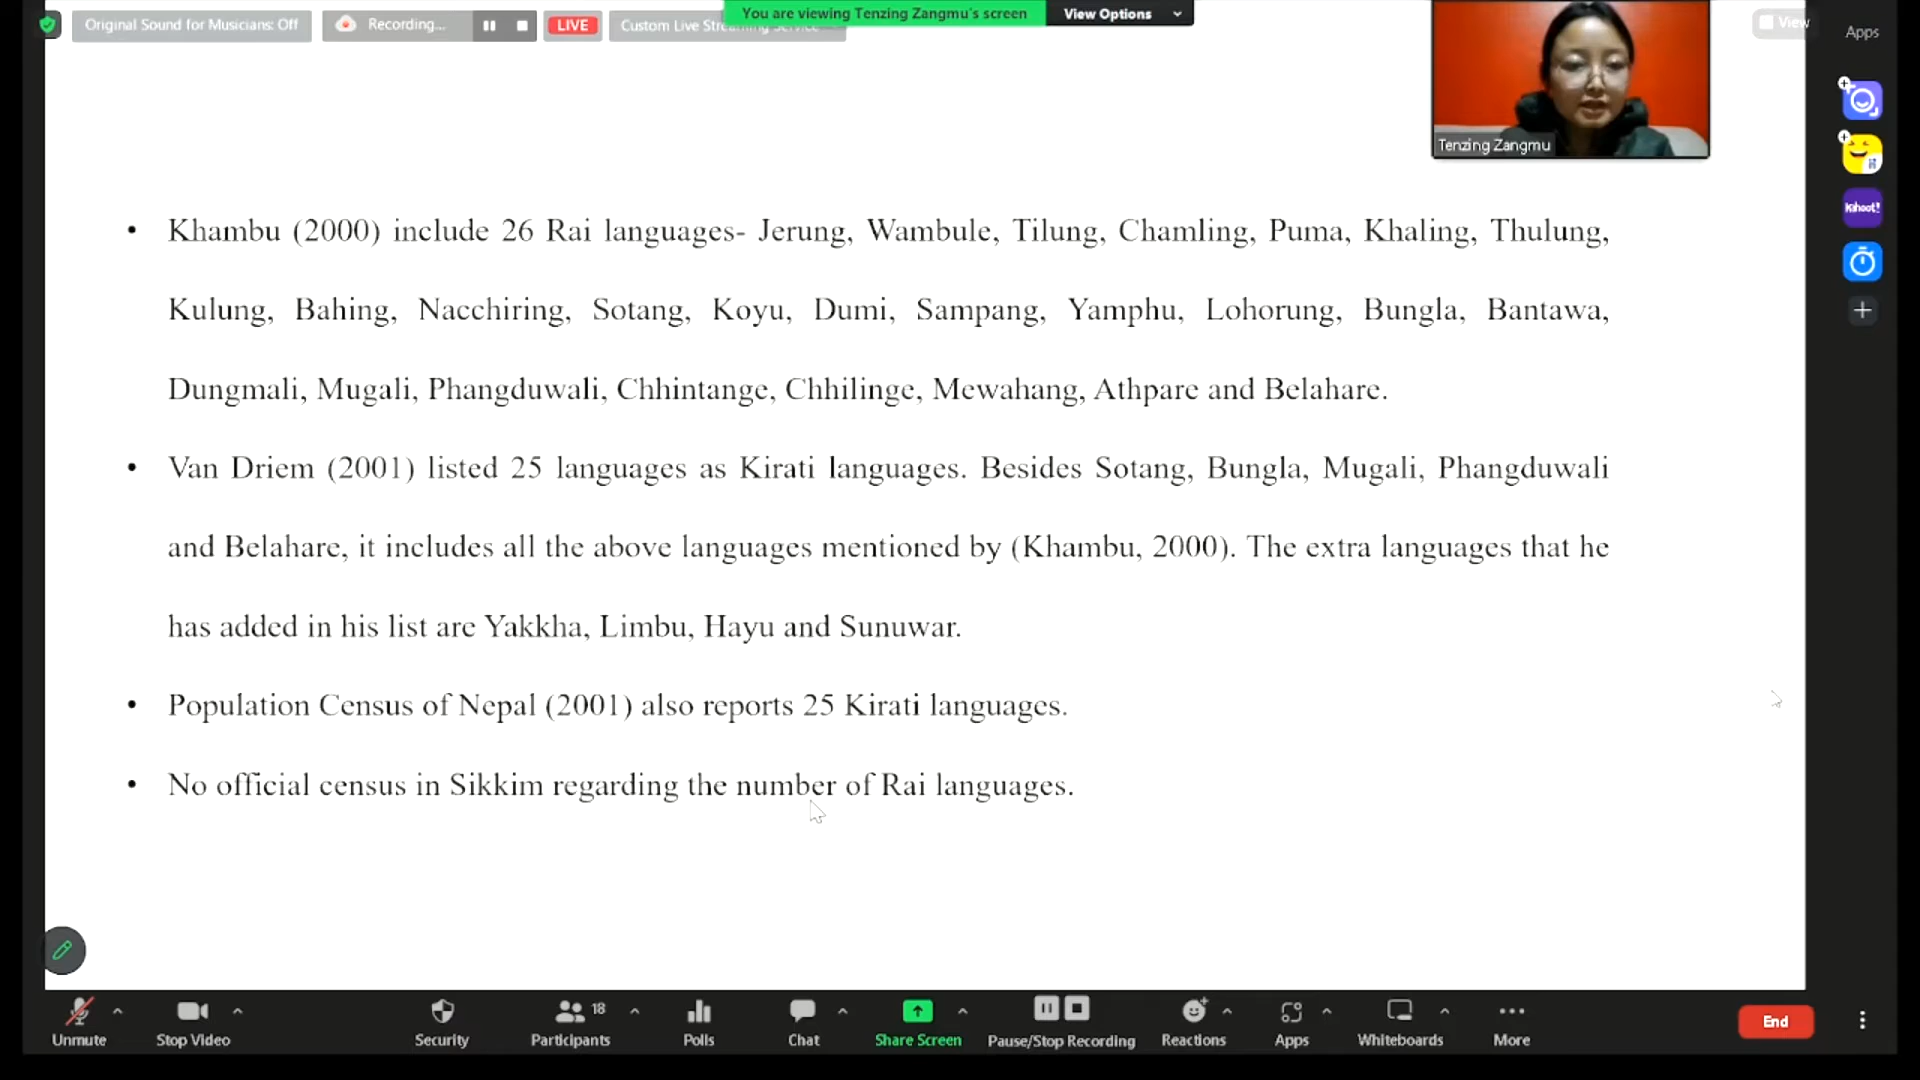 Original Sound for Musicians: Off
Recording...
LIVE
Custom Live Streaming Service
You are viewing Tenzing Zangmu's screen
View Options
View
Apps
Tenzing Zangmu
kahoot!
• Khambu (2000) include 26 Rai languages- Jerung, Wambule, Tilung, Chamling, Puma, Khaling, Thulung,
Kulung, Bahing, Nacchiring, Sotang, Koyu, Dumi, Sampang, Yamphu, Lohorung, Bungla, Bantawa,
Dungmali, Mugali, Phangduwali, Chhintange, Chhilinge, Mewahang, Athpare and Belahare.
• Van Driem (2001) listed 25 languages as Kirati languages. Besides Sotang, Bungla, Mugali, Phangduwali
and Belahare, it includes all the above languages mentioned by (Khambu, 2000). The extra languages that he
has added in his list are Yakkha, Limbu, Hayu and Sunuwar.
• Population Census of Nepal (2001) also reports 25 Kirati languages.
• No official census in Sikkim regarding the number of Rai languages.
18
Unmute
Stop Video
Security
Participants
Polls
Chat
Share Screen
Pause/Stop Recording
Reactions
Apps
Whiteboards
More
End